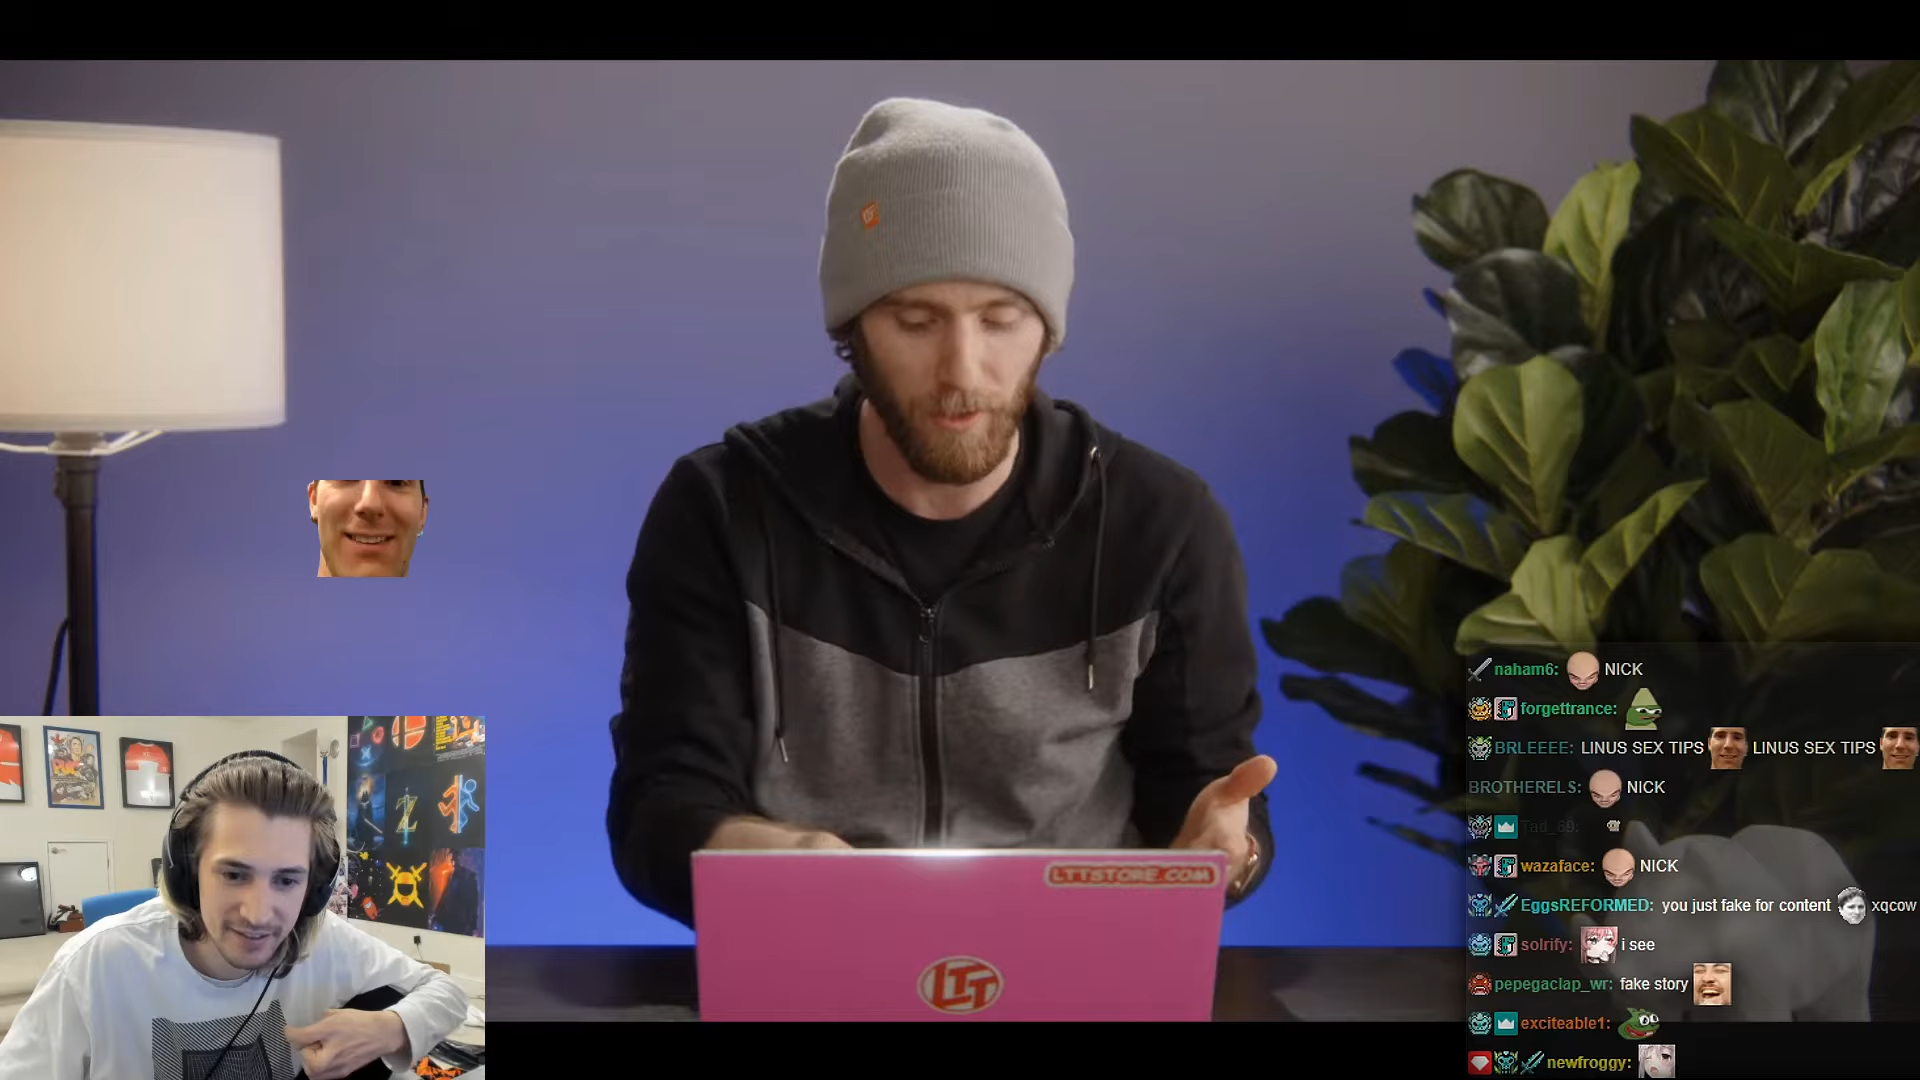 LTTSTORE.COM
LTT
naham6: NICK
forgettrance:
BRLEEEE: LINUS SEX TIPS LINUS SEX TIPS
BROTHERELS: NICK
Tad_69:
wazaface: NICK
EggsREFORMED: you just fake for content xqcow
solrify: i see
pepegaclap_wr: fake story
exciteable1:
newfroggy: